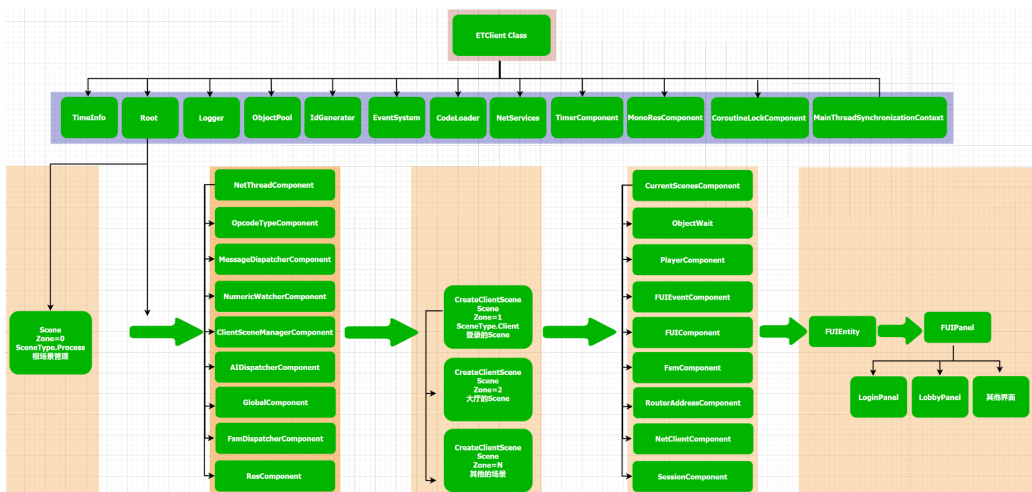 ETClient Class
TimeInfo
Root
Logger
ObjectPool
IdGenerater
EventSystem
CodeLoader
NetServices
TimerComponent
MonoResComponent
CoroutineLockComponent
MainThreadSynchronizationContext
Scene
Zone=0
SceneType.Process
根场景管理
NetThreadComponent
OpcodeTypeComponent
MessageDispatcherComponent
NumericWatcherComponent
ClientSceneManagerComponent
AIDispatcherComponent
GlobalComponent
FsmDispatcherComponent
ResComponent
CreateClientScene
Scene
Zone=1
SceneType.Client
登录的Scene
CreateClientScene
Scene
Zone=2
大厅的Scene
CreateClientScene
Scene
Zone=N
其他的场景
CurrentScenesComponent
ObjectWait
PlayerComponent
FUIEventComponent
FUIComponent
FsmComponent
RouterAddressComponent
NetClientComponent
SessionComponent
FUIEntity
FUIPanel
LoginPanel
LobbyPanel
其他界面